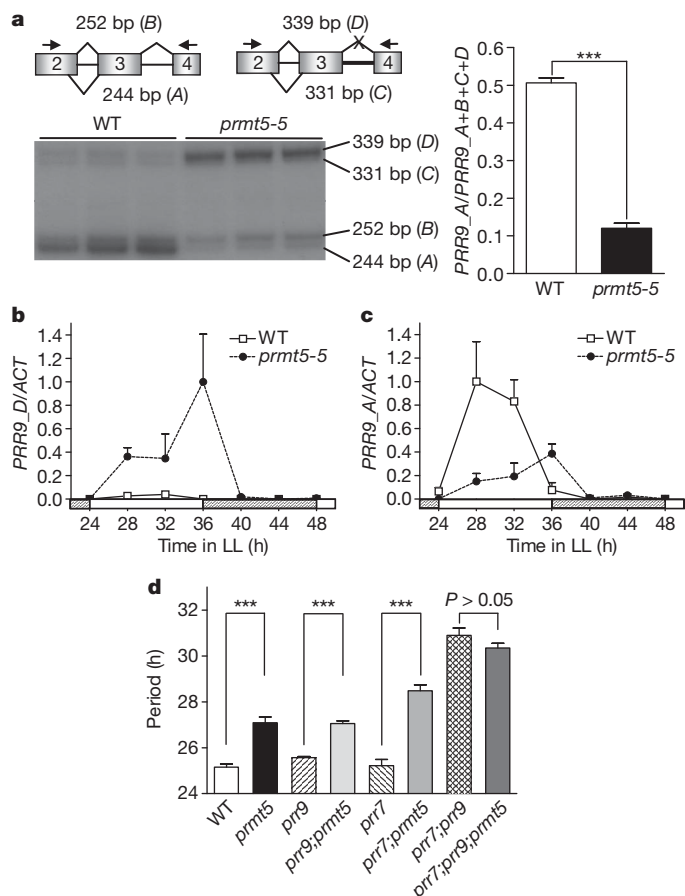 a
252 bp (B)
339 bp (D)
2 3 4
2 3 4
244 bp (A)
331 bp (C)
WT prmt5-5
339 bp (D)
331 bp (C)
252 bp (B)
244 bp (A)
PRR9_A/PRR9_A+B+C+D
0.6
0.5
0.4
0.3
0.2
0.1
0.0
***
WT prmt5-5
b
PRR9_D/ACT
1.4
1.2
1.0
0.8
0.6
0.4
0.2
0.0
WT
prmt5-5
24 28 32 36 40 44 48
Time in LL (h)
c
PRR9_A/ACT
1.4
1.2
1.0
0.8
0.6
0.4
0.2
0.0
WT
prmt5-5
24 28 32 36 40 44 48
Time in LL (h)
d
Period (h)
32
30
28
26
24
*** *** *** P > 0.05
WT
prmt5
prr9
prr9;prmt5
prr7
prr7;prmt5
prr7;prr9
prr7;prr9;prmt5